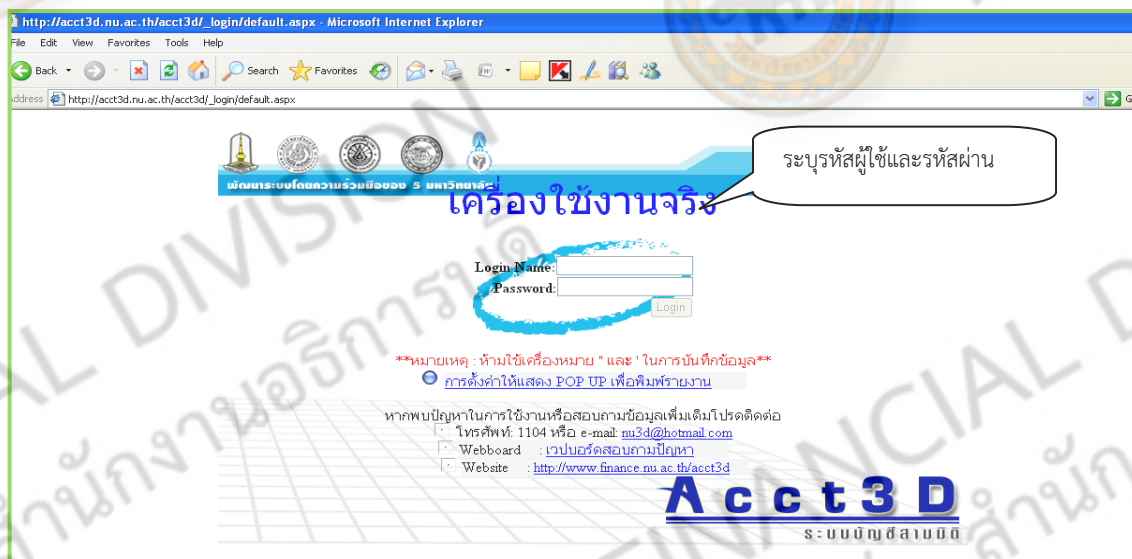 http://acct3d.nu.ac.th/acct3d/_login/default.aspx - Microsoft Internet Explorer
File Edit View Favorites Tools Help
Back Search Favorites
Address http://acct3d.nu.ac.th/acct3d/_login/default.aspx
ระบุรหัสผู้ใช้และรหัสผ่าน
พัฒนาระบบโดยความร่วมมือของ 5 มหาวิทยาลัย
เครื่องใช้งานจริง
Login Name:
Password:
Login
**หมายเหตุ : ห้ามใช้เครื่องหมาย " และ ' ในการบันทึกข้อมูล**
การตั้งค่าให้แสดง POP UP เพื่อพิมพ์รายงาน
หากพบปัญหาในการใช้งานหรือสอบถามข้อมูลเพิ่มเติมโปรดติดต่อ
โทรศัพท์: 1104 หรือ e-mail: nu3d@hotmail.com
Webboard : เวปบอร์ดสอบถามปัญหา
Website : http://www.finance.nu.ac.th/acct3d
Acct3D
ระบบบัญชีสามมิติ